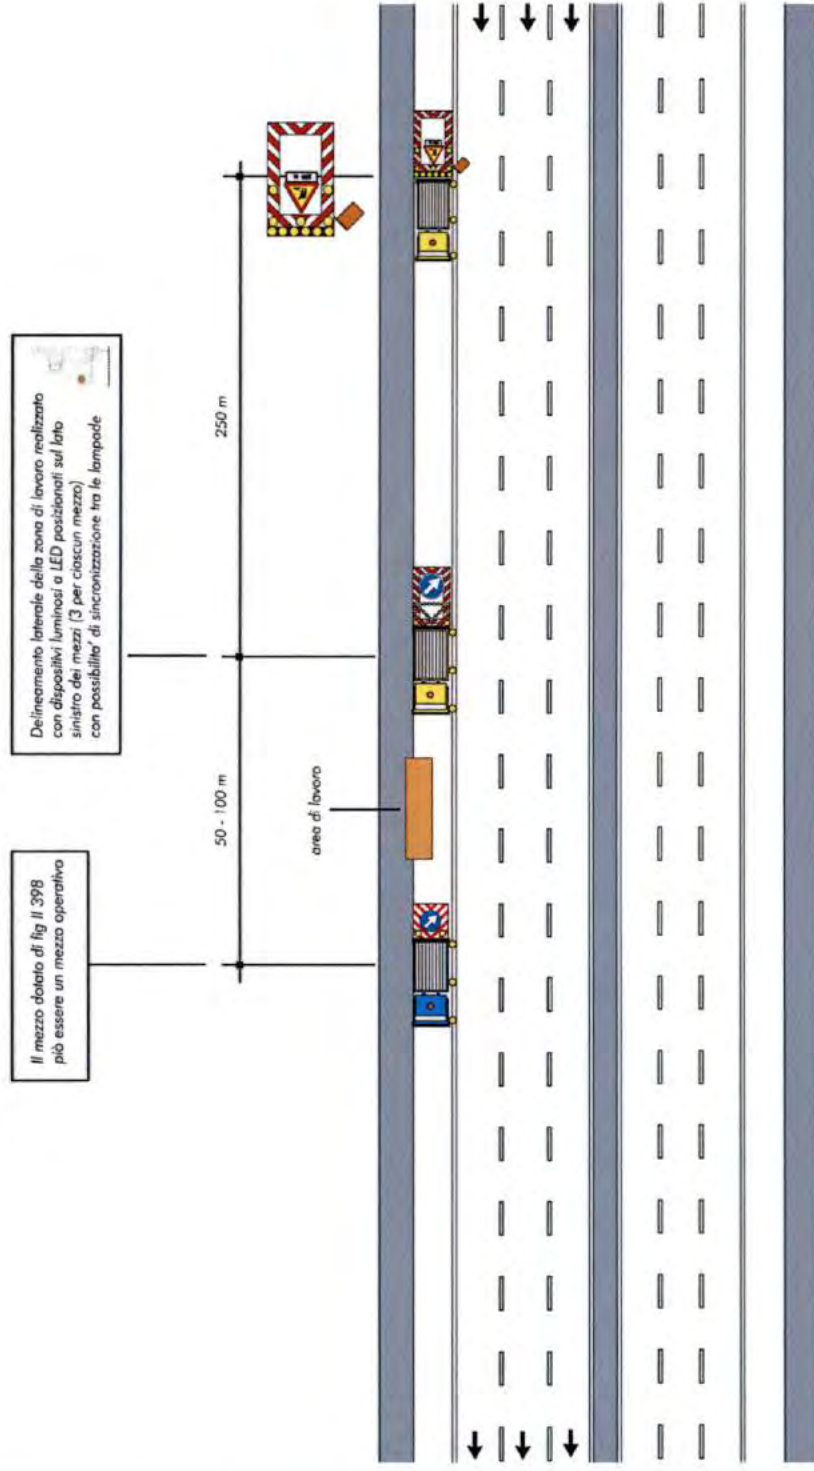 Il mezzo dotato di fig II 398
più essere un mezzo operativo
Delineamento laterale della zona di lavoro realizzato
con dispositivi luminosi a LED posizionati sul lato
sinistro dei mezzi (3 per ciascun mezzo)
con possibilita' di sincronizzazione tra le lampade
50 - 100 m
250 m
area di lavoro